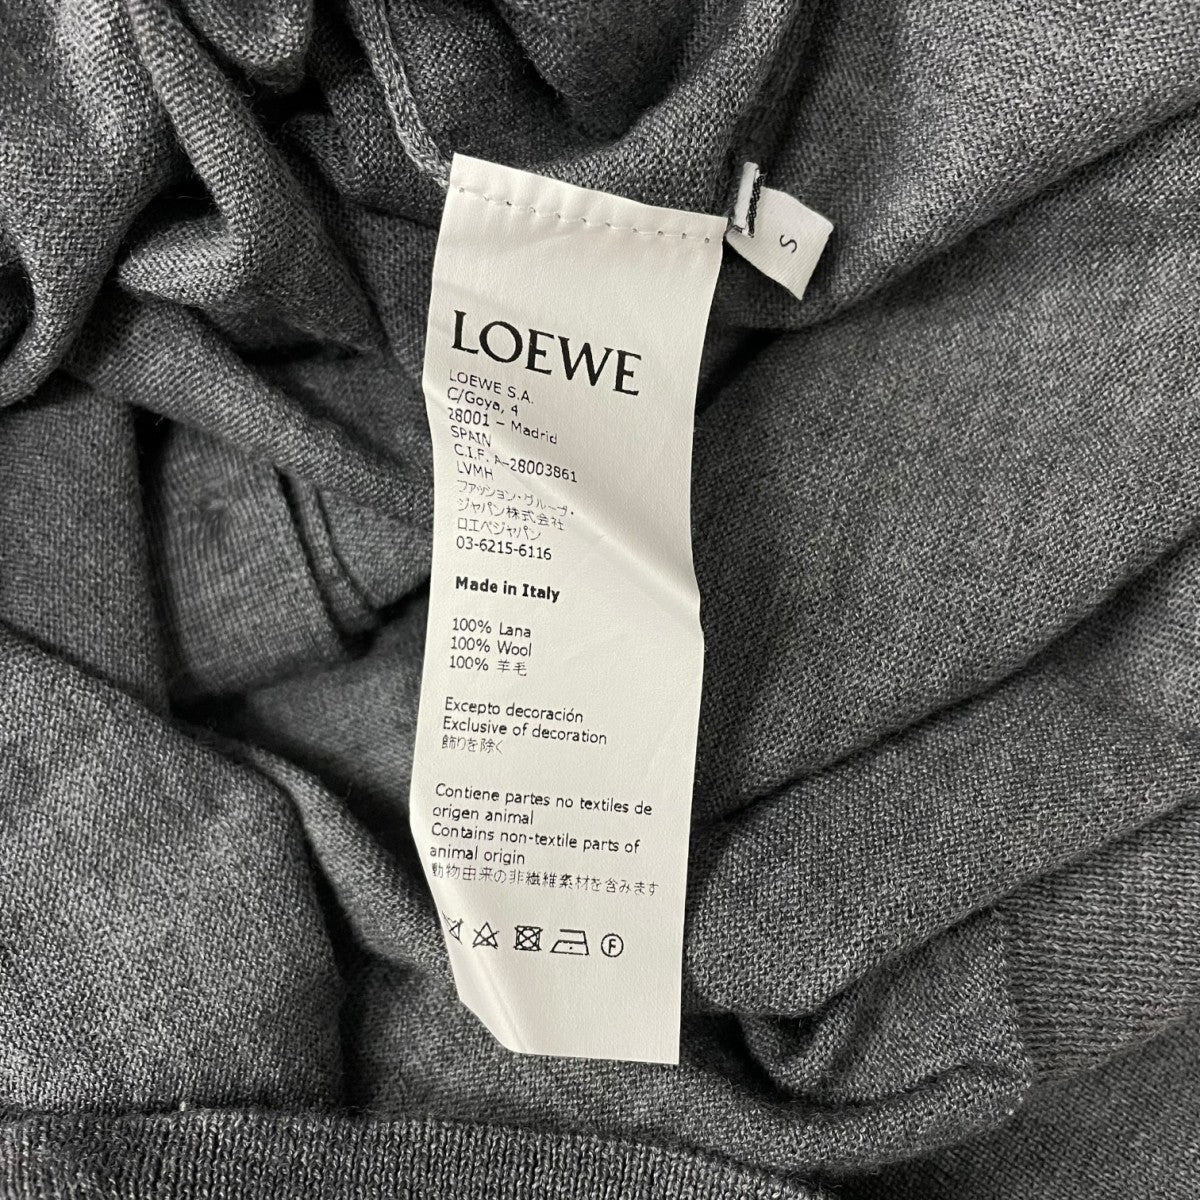 S
LOEWE
LOEWE S.A.
C/Goya, 4
28001 – Madrid
SPAIN
C.I.F. A-28003861
LVMH
ファッション・グループ・
ジャパン株式会社
ロエベジャパン
03-6215-6116
Made in Italy
100% Lana
100% Wool
100% 羊毛
Excepto decoración
Exclusive of decoration
飾りを除く
Contiene partes no textiles de
origen animal
Contains non-textile parts of
animal origin
動物由来の非繊維素材を含みます
F